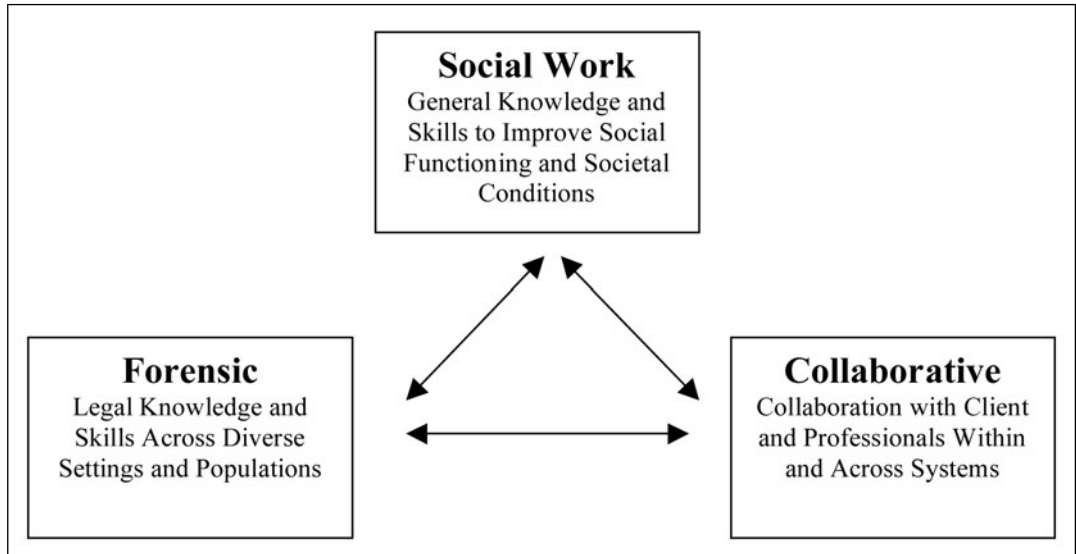 Social Work
General Knowledge and
Skills to Improve Social
Functioning and Societal
Conditions
Forensic
Legal Knowledge and
Skills Across Diverse
Settings and Populations
Collaborative
Collaboration with Client
and Professionals Within
and Across Systems